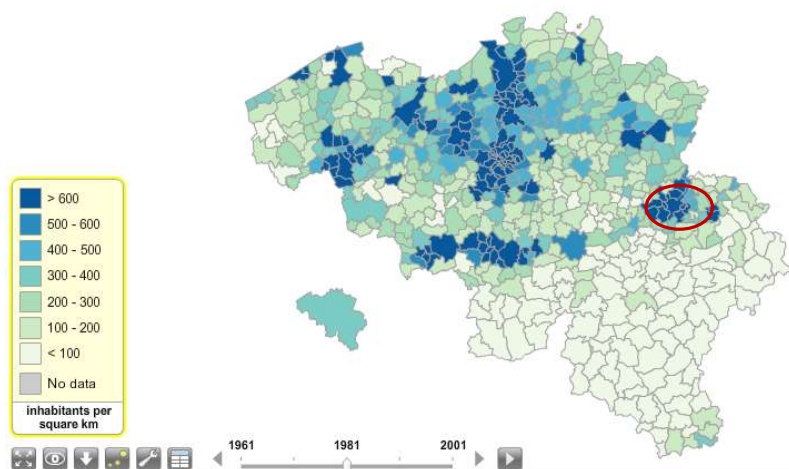 > 600
500 - 600
400 - 500
300 - 400
200 - 300
100 - 200
< 100
No data
inhabitants per
square km
1961 1981 2001